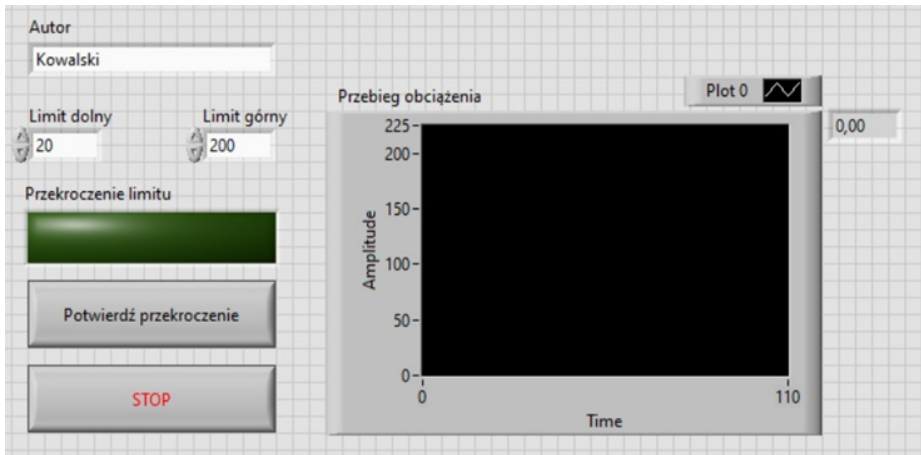 Autor
Kowalski
Limit dolny
Limit górny
20
200
Przekroczenie limitu
Potwierdź przekroczenie
STOP
Przebieg obciążenia
Plot 0
0,00
225
200
150
100
50
0
Amplitude
0
110
Time